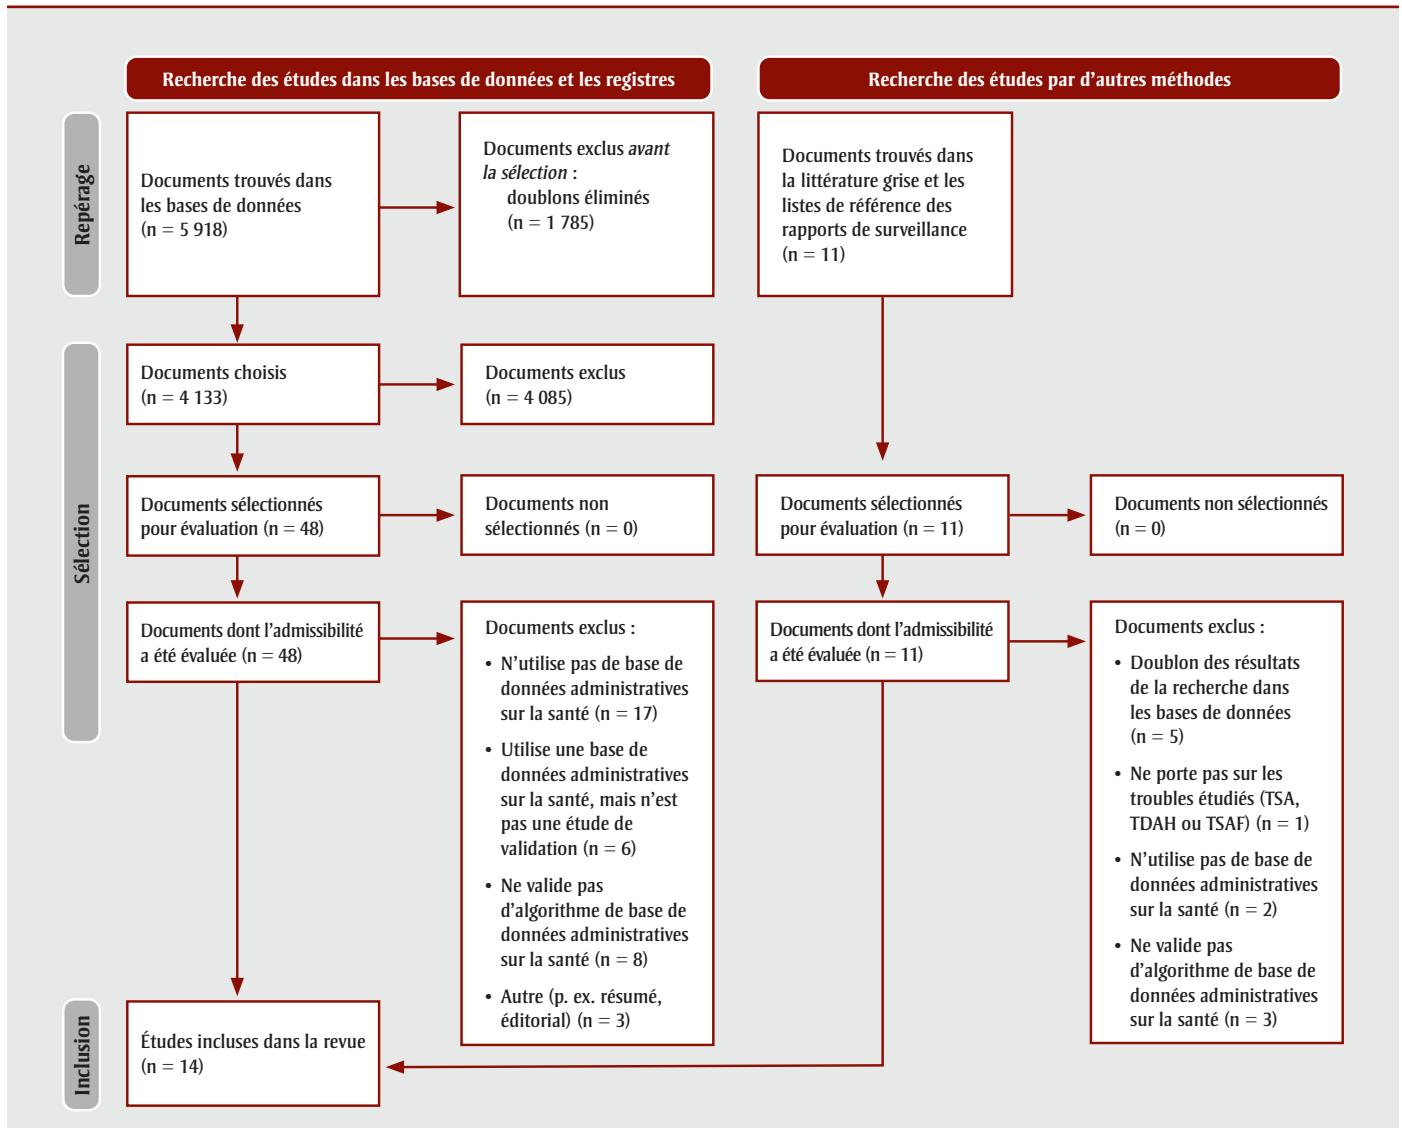 Recherche des études dans les bases de données et les registres
Recherche des études par d'autres méthodes
Repérage
Documents trouvés dans
les bases de données
(n = 5 918)
Documents exclus avant
la sélection :
doublons éliminés
(n = 1 785)
Documents trouvés dans
la littérature grise et les
listes de référence des
rapports de surveillance
(n = 11)
Sélection
Documents choisis
(n = 4 133)
Documents exclus
(n = 4 085)
Documents sélectionnés
pour évaluation (n = 48)
Documents non
sélectionnés (n = 0)
Documents sélectionnés
pour évaluation (n = 11)
Documents non sélectionnés
(n = 0)
Documents dont l'admissibilité
a été évaluée (n = 48)
Documents exclus :
• N'utilise pas de base de
données administratives
sur la santé (n = 17)
• Utilise une base de
données administratives
sur la santé, mais n'est
pas une étude de
validation (n = 6)
• Ne valide pas
d'algorithme de base de
données administratives
sur la santé (n = 8)
• Autre (p. ex. résumé,
éditorial) (n = 3)
Documents dont l'admissibilité
a été évaluée (n = 11)
Documents exclus :
• Doublon des résultats
de la recherche dans
les bases de données
(n = 5)
• Ne porte pas sur les
troubles étudiés (TSA,
TDAH ou TSAF) (n = 1)
• N'utilise pas de base de
données administratives
sur la santé (n = 2)
• Ne valide pas
d'algorithme de base de
données administratives
sur la santé (n = 3)
Inclusion
Études incluses dans la revue
(n = 14)